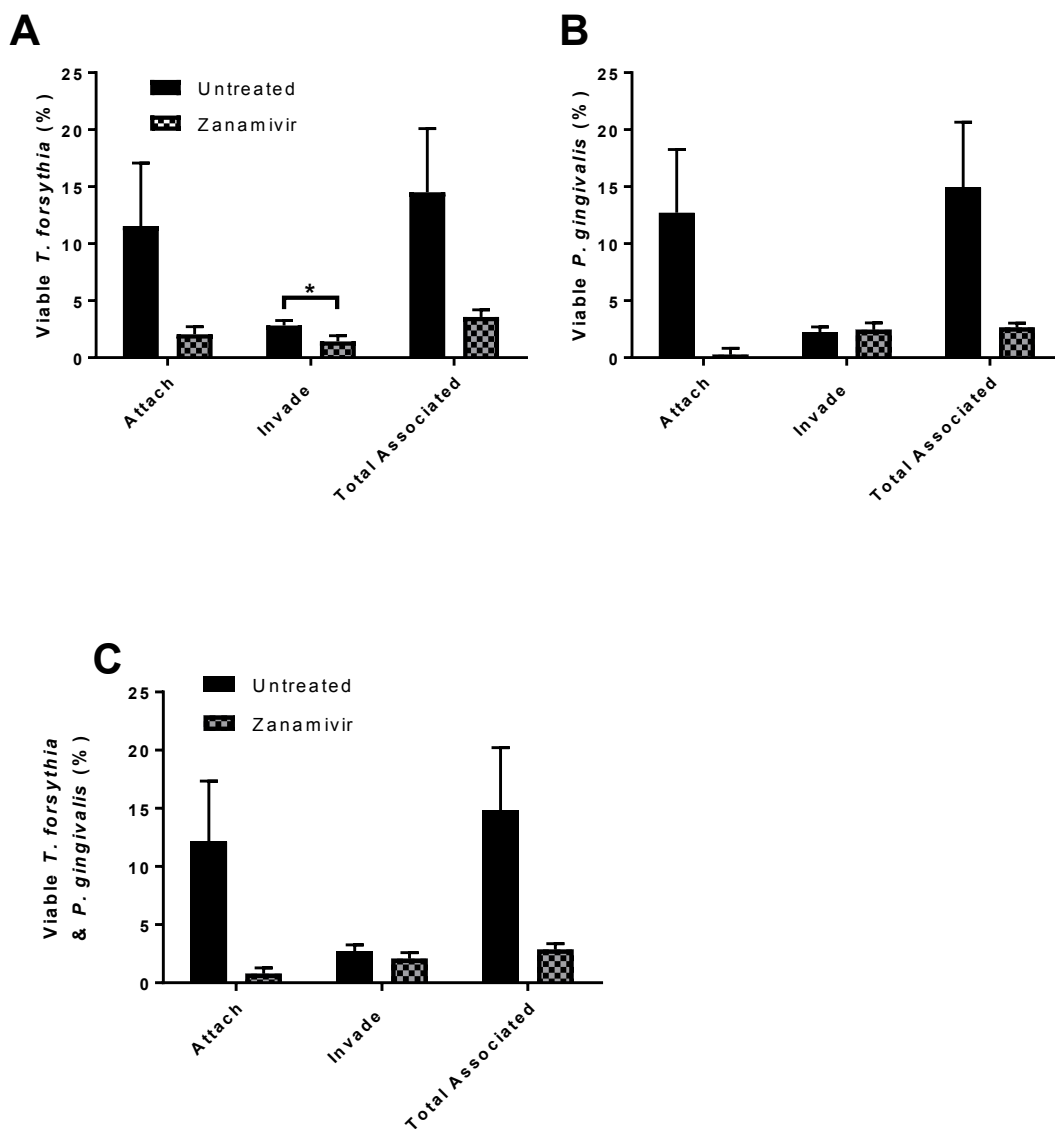 A
Viable T. forsythia (%)
25
20
15
10
5
0
Untreated
Zanamivir
*
Attach
Invade
Total Associated
B
Viable P. gingivalis (%)
25
20
15
10
5
0
Attach
Invade
Total Associated
C
Viable T. forsythia
& P. gingivalis (%)
25
20
15
10
5
0
Untreated
Zanamivir
Attach
Invade
Total Associated